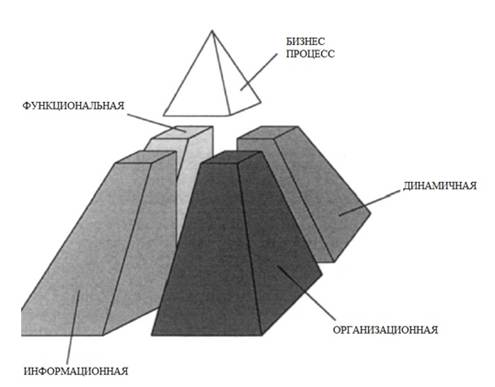 БИЗНЕС
ПРОЦЕСС
ФУНКЦИОНАЛЬНАЯ
ДИНАМИЧНАЯ
ОРГАНИЗАЦИОННАЯ
ИНФОРМАЦИОННАЯ